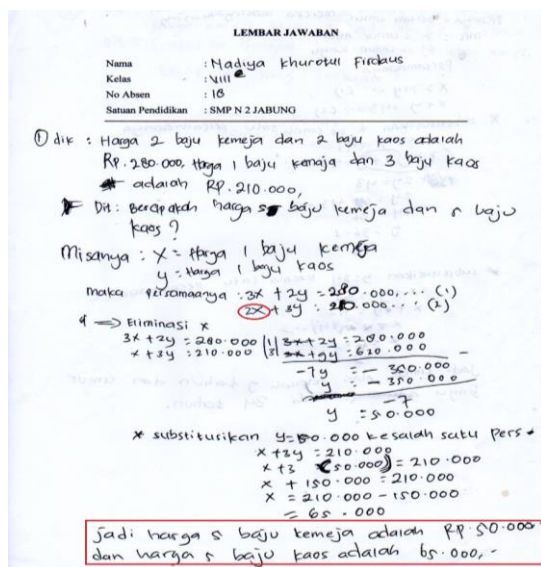 LEMBAR JAWABAN
Nama : Nadiya Khurotul Firdaus
Kelas : VIII e
No Absen : 18
Satuan Pendidikan : SMP N 2 JABUNG
① dik : Harga 2 baju kemeja dan 2 baju kaos adalah
Rp. 280.000, Harga 1 baju kemaja dan 3 baju kaos
adalah RP. 210.000,
Dit : Berapakah harga 5 baju kemeja dan 5 baju
kaos ?
Misanya : x = Harga 1 baju kemeja
y = Harga 1 baju kaos
maka persamaanya : 3x + 2y = 280.000, ... (1)
2x + 3y : 210.000 ... (2)
⇒ Eliminasi x
3x + 2y = 280.000 |1| 3x + 2y = 280.000
x + 3y = 210.000 |3| 3x + 9y = 630.000 -
-7y = - 350.000
y = - 350.000
-7
y = 50.000
* substitusikan y = 50.000 kesalah satu pers
x + 3y = 210.000
x + 3 (50.000) = 210.000
x + 150.000 = 210.000
x = 210.000 - 150.000
= 65.000
jadi harga 5 baju kemeja adalah RP. 50.000
dan harga 5 baju kaos adalah 65.000,-